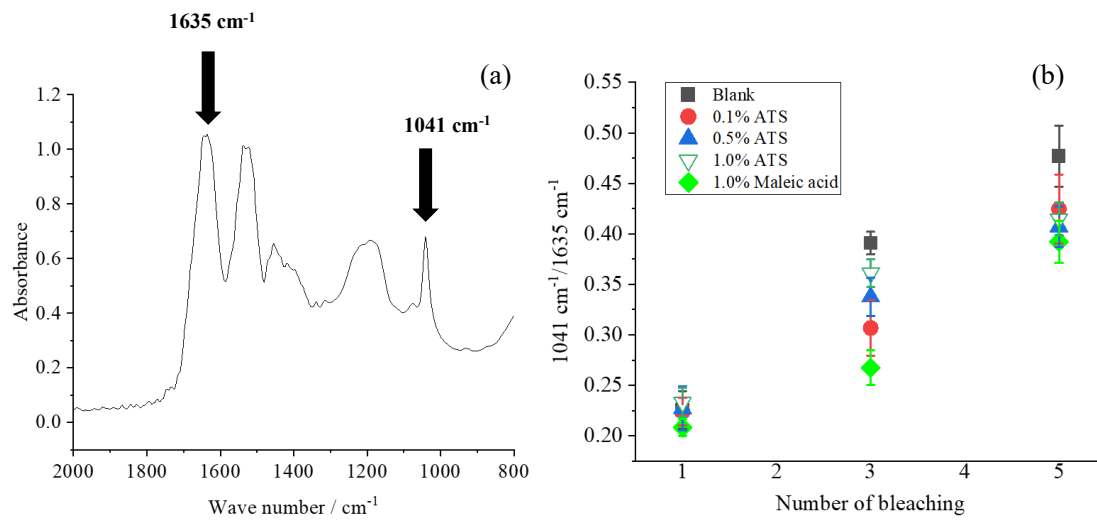 1635 cm-1
(a)
1041 cm-1
Absorbance
1.2
1.0
0.8
0.6
0.4
0.2
0.0
2000 1800 1600 1400 1200 1000 800
Wave number / cm-1
(b)
1041 cm-1/1635 cm-1
0.55
0.50
0.45
0.40
0.35
0.30
0.25
0.20
Blank
0.1% ATS
0.5% ATS
1.0% ATS
1.0% Maleic acid
1 2 3 4 5
Number of bleaching